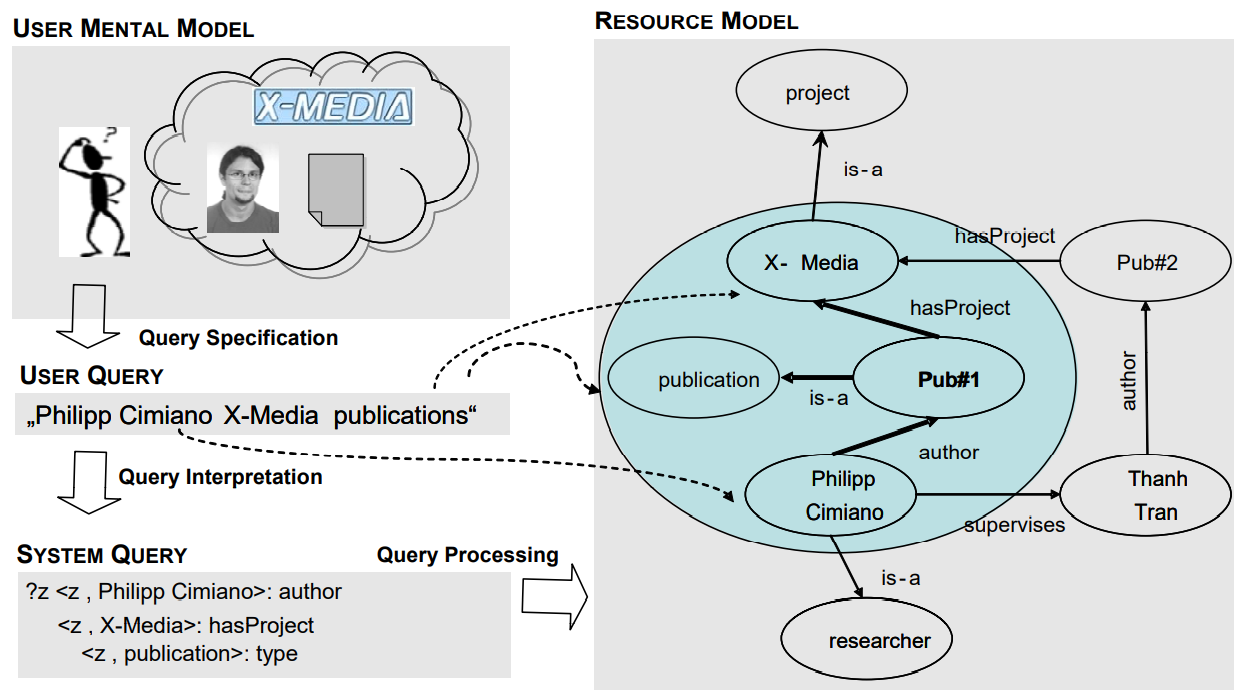 USER MENTAL MODEL
X-MEDIA
?
Query Specification
USER QUERY
„Philipp Cimiano X-Media publications“
Query Interpretation
SYSTEM QUERY
?z <z , Philipp Cimiano>: author
<z , X-Media>: hasProject
<z , publication>: type
Query Processing
RESOURCE MODEL
project
is-a
hasProject
X- Media
Pub#2
hasProject
publication
Pub#1
is-a
author
author
Philipp
Cimiano
Thanh
Tran
supervises
is-a
researcher